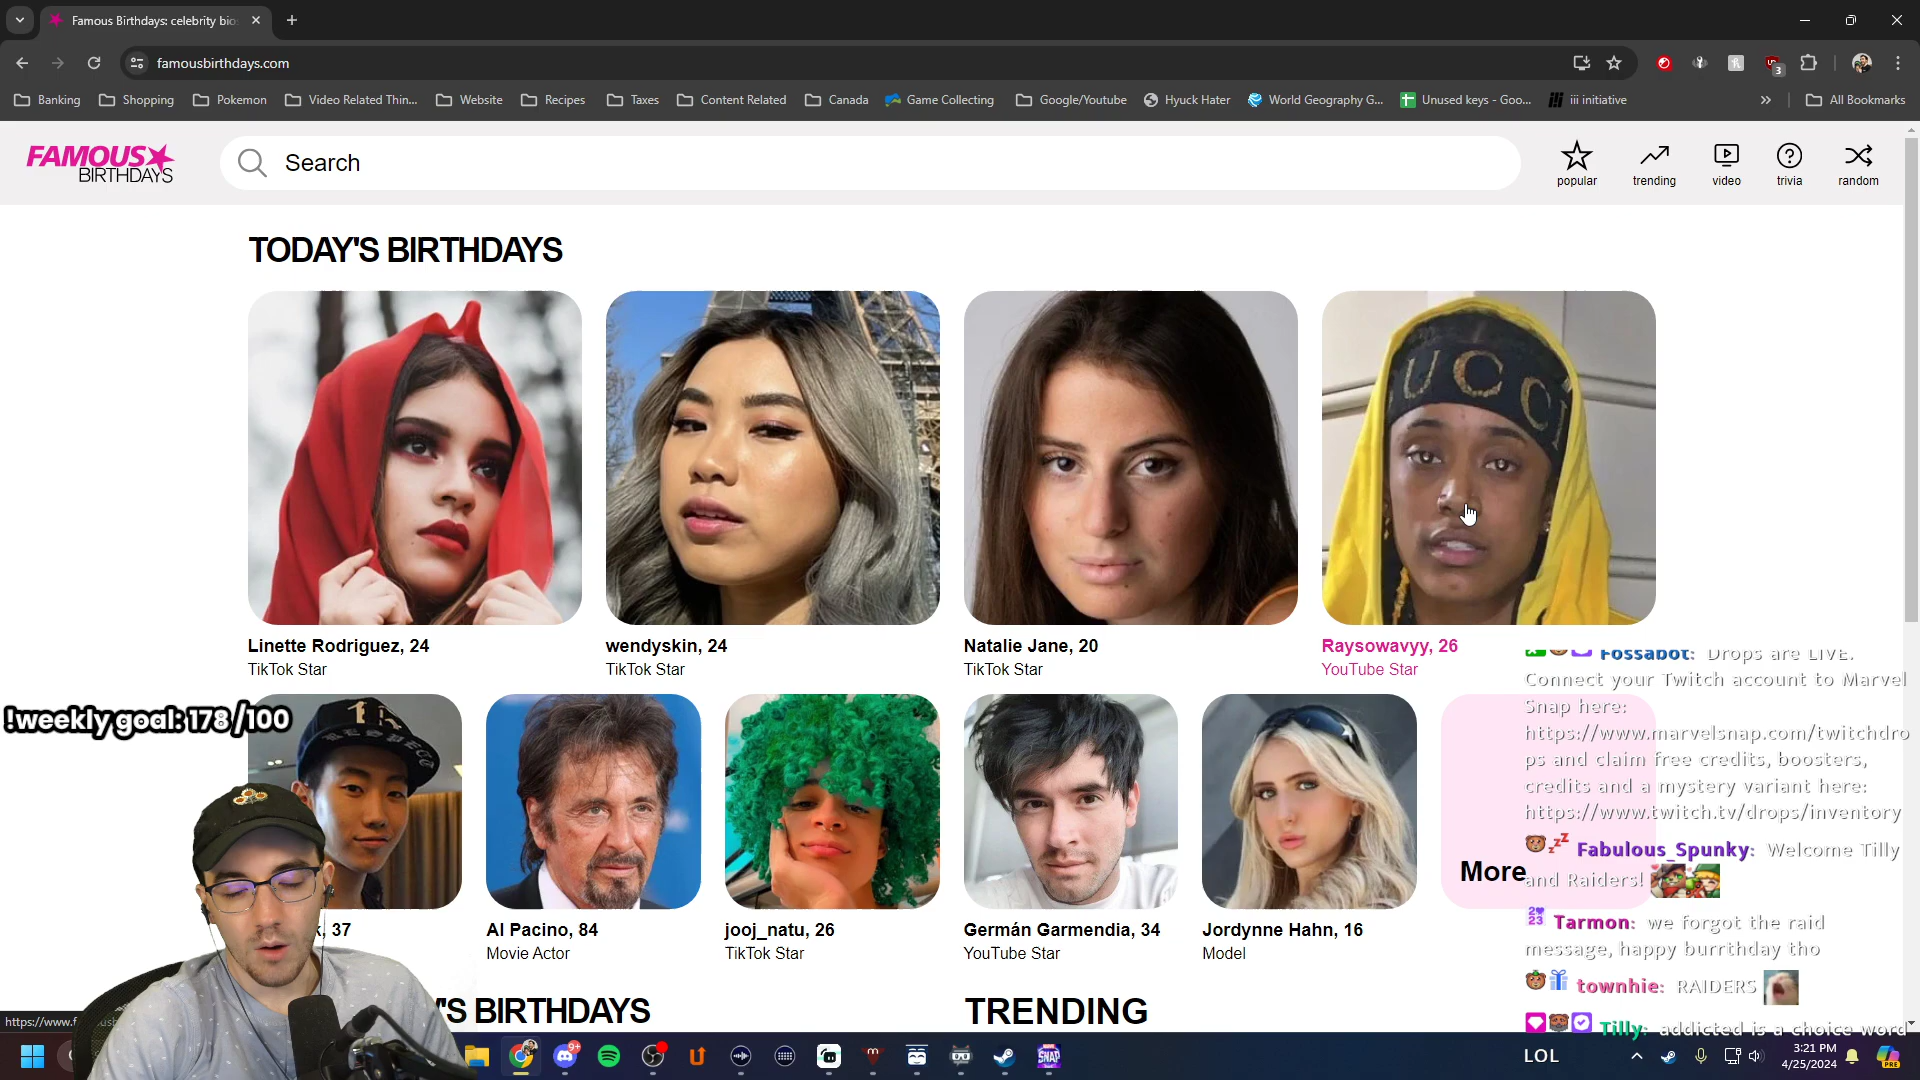 Famous Birthdays: celebrity bio
famousbirthdays.com
3
Banking Shopping Pokemon Video Related Thin... Website Recipes Taxes Content Related Canada Game Collecting Google/Youtube Hyuck Hater World Geography G... Unused keys - Goo... iii initiative » All Bookmarks
FAMOUS
BIRTHDAYS
Search
popular trending video trivia random
TODAY'S BIRTHDAYS
GUCCI
Linette Rodriguez, 24
TikTok Star
wendyskin, 24
TikTok Star
Natalie Jane, 20
TikTok Star
Raysowavyy, 26
YouTube Star
!weekly goal: 178/100
, 37
Al Pacino, 84
Movie Actor
jooj_natu, 26
TikTok Star
Germán Garmendia, 34
YouTube Star
Jordynne Hahn, 16
Model
More
'S BIRTHDAYS
TRENDING
Fossabot: Drops are LIVE.
Connect your Twitch account to Marvel
Snap here:
https://www.marvelsnap.com/twitchdro
ps and claim free credits, boosters,
credits and a mystery variant here:
https://www.twitch.tv/drops/inventory
Fabulous_Spunky: Welcome Tilly
and Raiders!
Tarmon: we forgot the raid
message, happy burrthday tho
townhie: RAIDERS
Tilly: addicted is a choice word
https://www.f
9+
SNAP
LOL
3:21 PM
4/25/2024
PRE